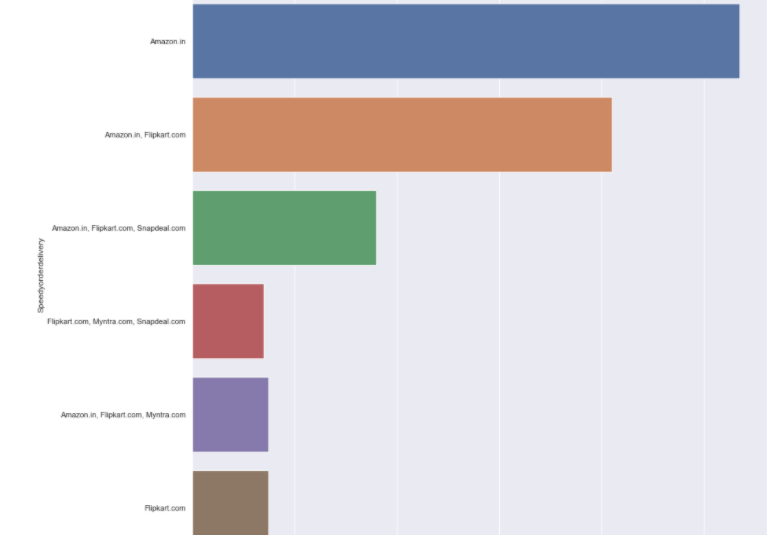 Amazon.in
Amazon.in, Flipkart.com
Amazon.in, Flipkart.com, Snapdeal.com
Speedyorderdelivery
Flipkart.com, Myntra.com, Snapdeal.com
Amazon.in, Flipkart.com, Myntra.com
Flipkart.com